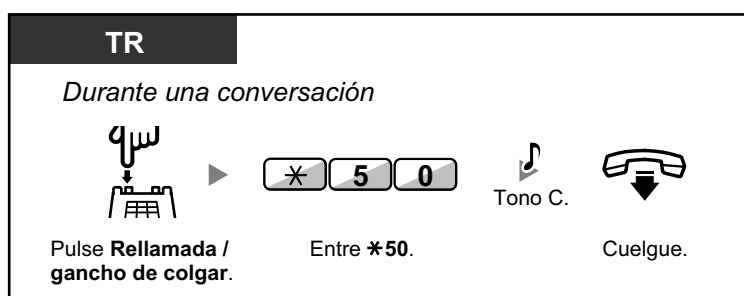 TR
Durante una conversación
✳ 5 0
Tono C.
Pulse Rellamada /
gancho de colgar.
Entre ✳50.
Cuelgue.